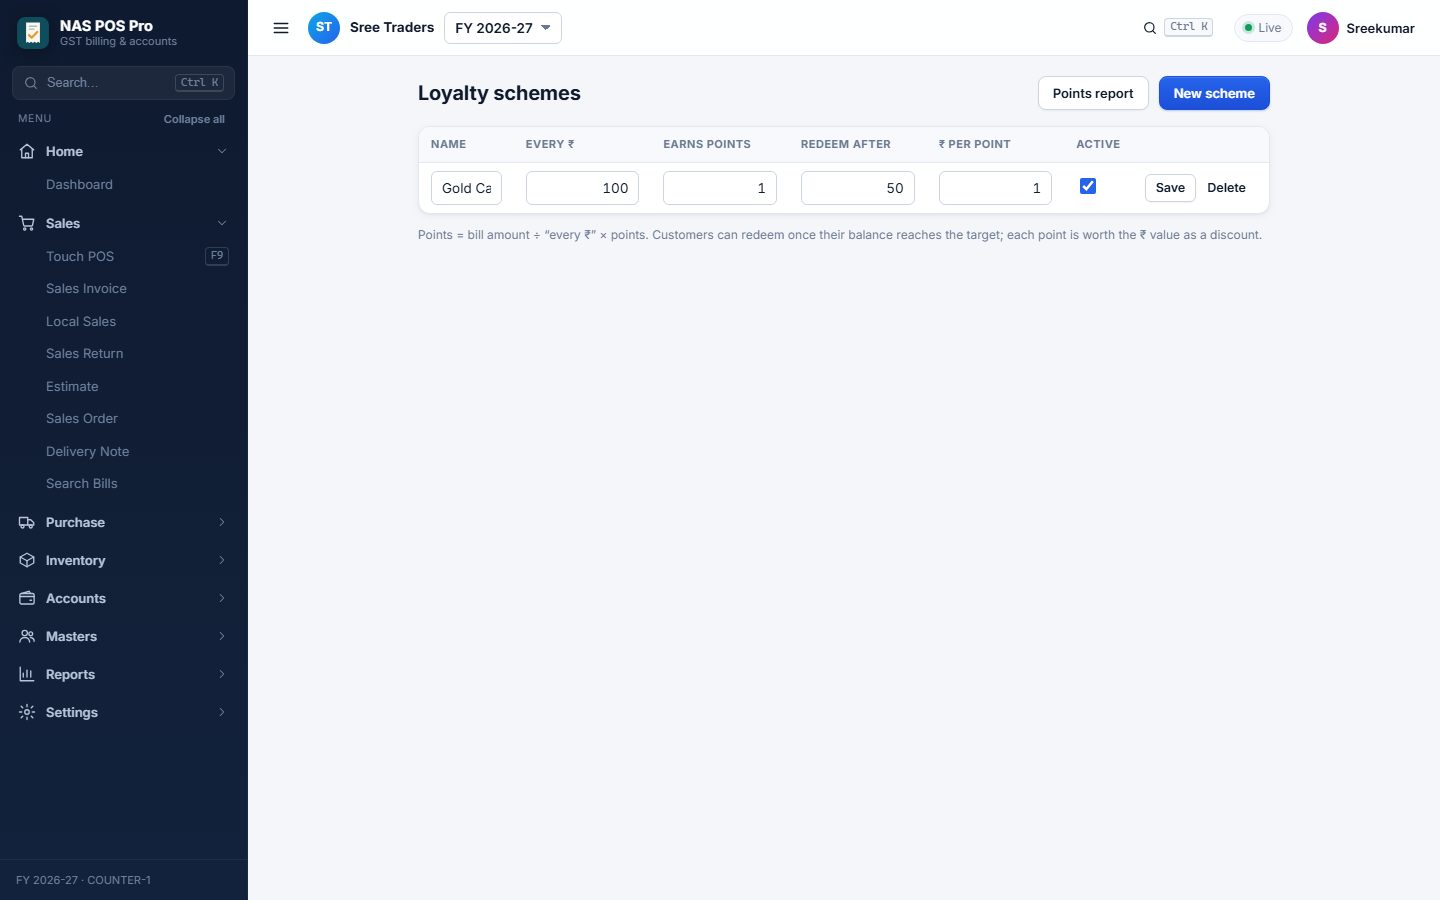 NAS POS Pro
GST billing & accounts
Search...
Ctrl K
MENU
Collapse all
Home
Dashboard
Sales
Touch POS
F9
Sales Invoice
Local Sales
Sales Return
Estimate
Sales Order
Delivery Note
Search Bills
Purchase
Inventory
Accounts
Masters
Reports
Settings
FY 2026-27 · COUNTER-1
ST
Sree Traders
FY 2026-27
Ctrl K
Live
S
Sreekumar
Loyalty schemes
Points report
New scheme
NAME EVERY ₹ EARNS POINTS REDEEM AFTER ₹ PER POINT ACTIVE
Gold Ca 100 1 50 1 Save Delete
Points = bill amount ÷ “every ₹” × points. Customers can redeem once their balance reaches the target; each point is worth the ₹ value as a discount.